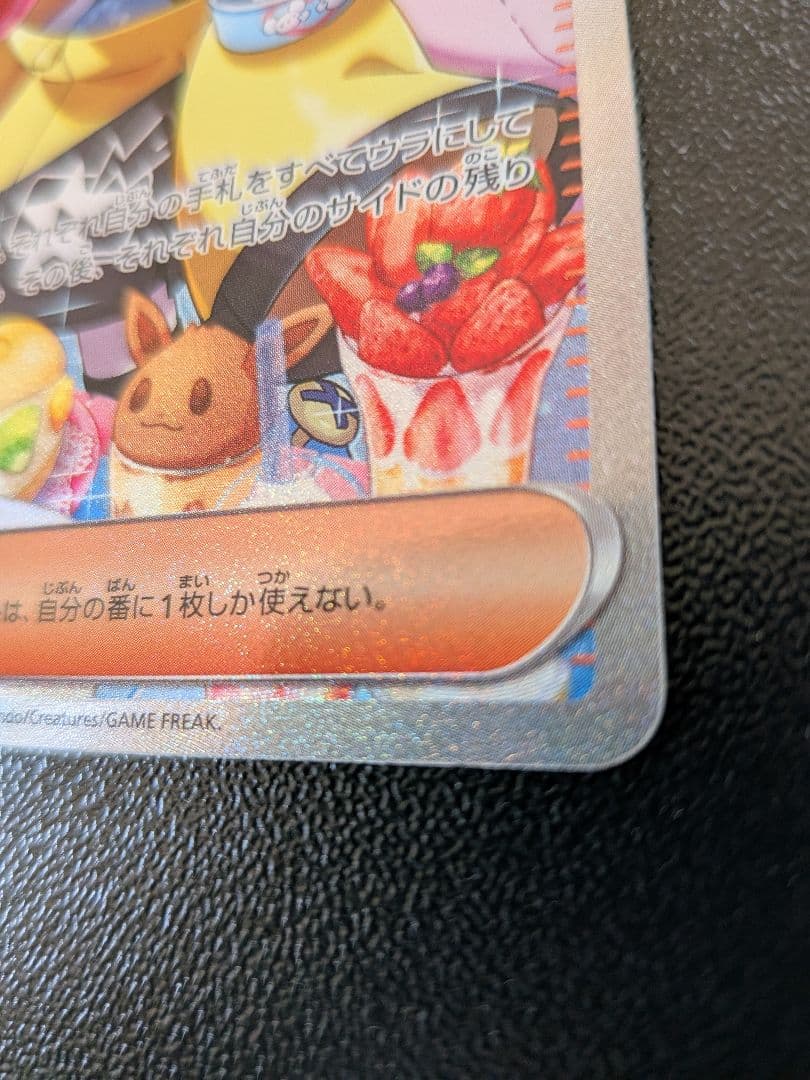 それぞれ自分の手札をすべてウラにして
その後、それぞれ自分のサイドの残り
は、自分の番に1枚しか使えない。
ndo/Creatures/GAME FREAK.